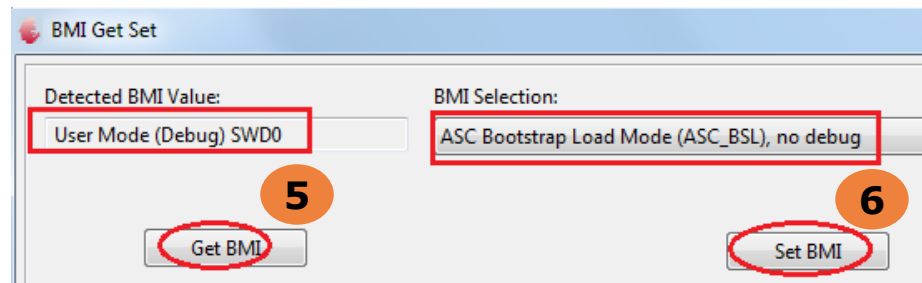 BMI Get Set
Detected BMI Value:
BMI Selection:
User Mode (Debug) SWD0
ASC Bootstrap Load Mode (ASC_BSL), no debug
5
6
Get BMI
Set BMI